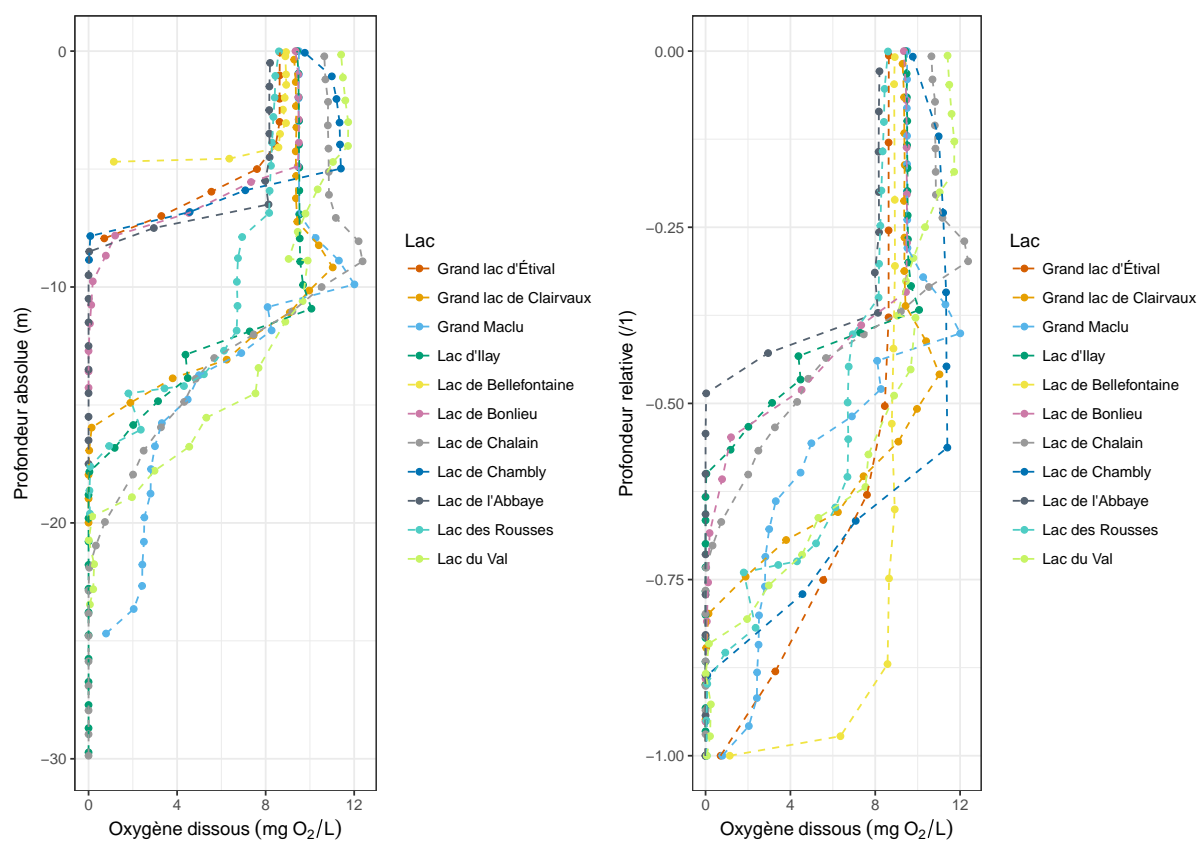 0
−10
−20
−30
Profondeur absolue (m)
0 4 8 12
Oxygène dissous (mg O₂/L)
Lac
Grand lac d'Étival
Grand lac de Clairvaux
Grand Maclu
Lac d'Ilay
Lac de Bellefontaine
Lac de Bonlieu
Lac de Chalain
Lac de Chambly
Lac de l'Abbaye
Lac des Rousses
Lac du Val
0.00
−0.25
−0.50
−0.75
−1.00
Profondeur relative (/1)
0 4 8 12
Oxygène dissous (mg O₂/L)
Lac
Grand lac d'Étival
Grand lac de Clairvaux
Grand Maclu
Lac d'Ilay
Lac de Bellefontaine
Lac de Bonlieu
Lac de Chalain
Lac de Chambly
Lac de l'Abbaye
Lac des Rousses
Lac du Val